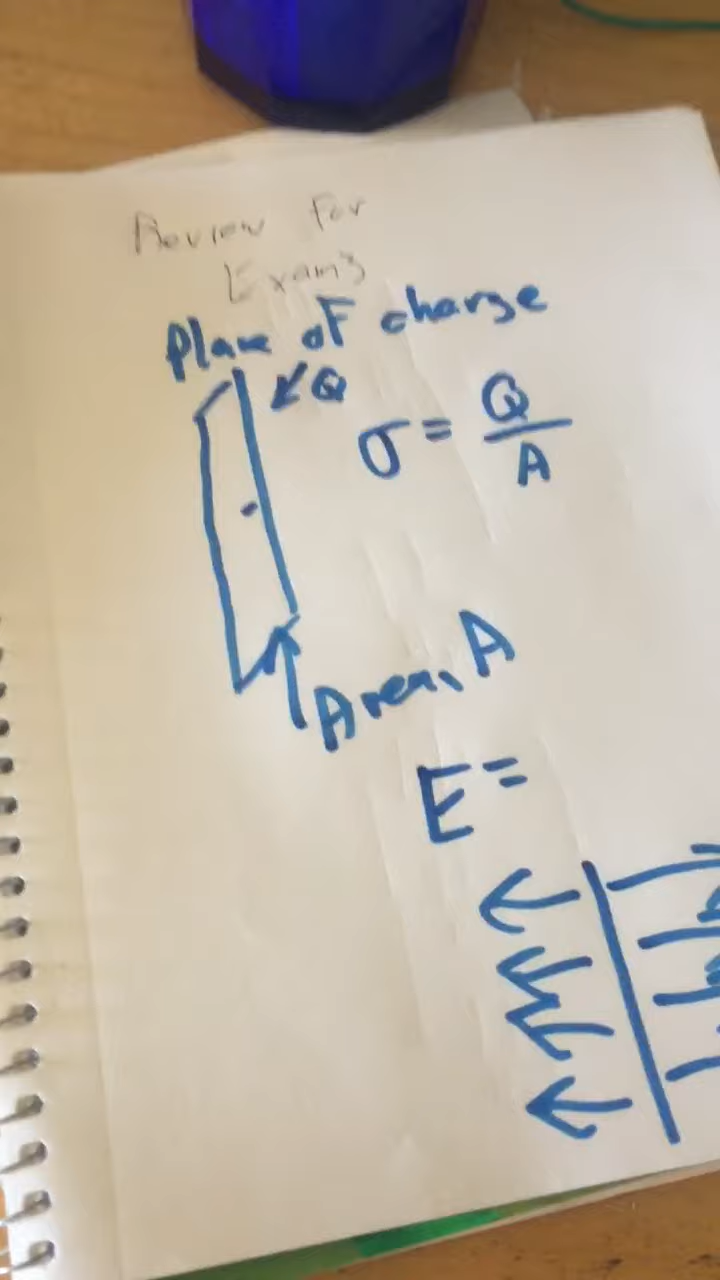 Review For
Exam 3
Plane of charge
Q
σ = Q/A
Area, A
E =